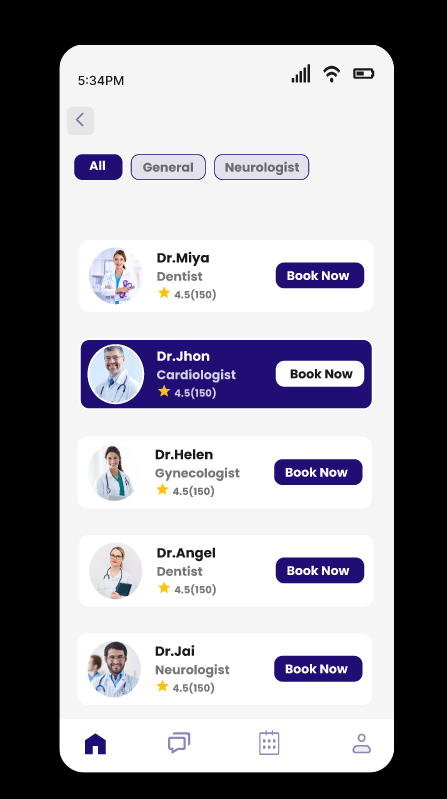 5:34PM
All
General
Neurologist
Dr.Miya
Dentist
4.5(150)
Book Now
Dr.Jhon
Cardiologist
4.5(150)
Book Now
Dr.Helen
Gynecologist
4.5(150)
Book Now
Dr.Angel
Dentist
4.5(150)
Book Now
Dr.Jai
Neurologist
4.5(150)
Book Now